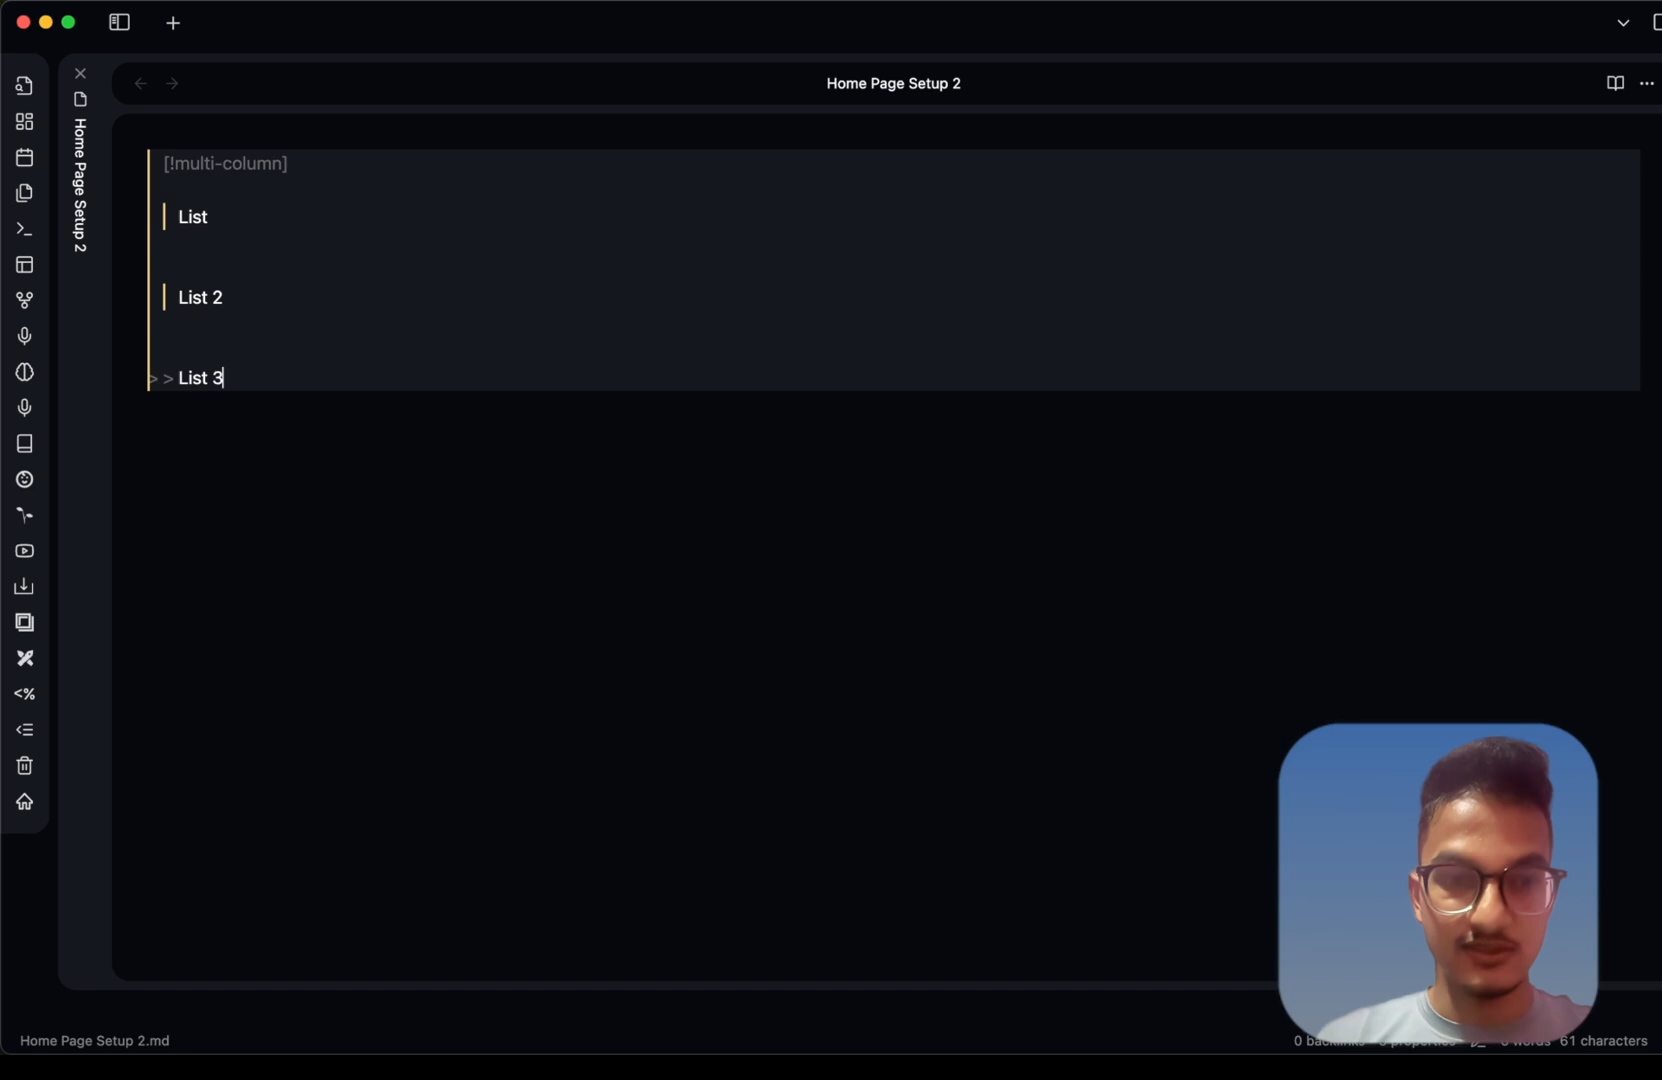 Home Page Setup 2
Home Page Setup 2
[!multi-column]
List
List 2
> > List 3
<%
Home Page Setup 2.md
0 61 characters